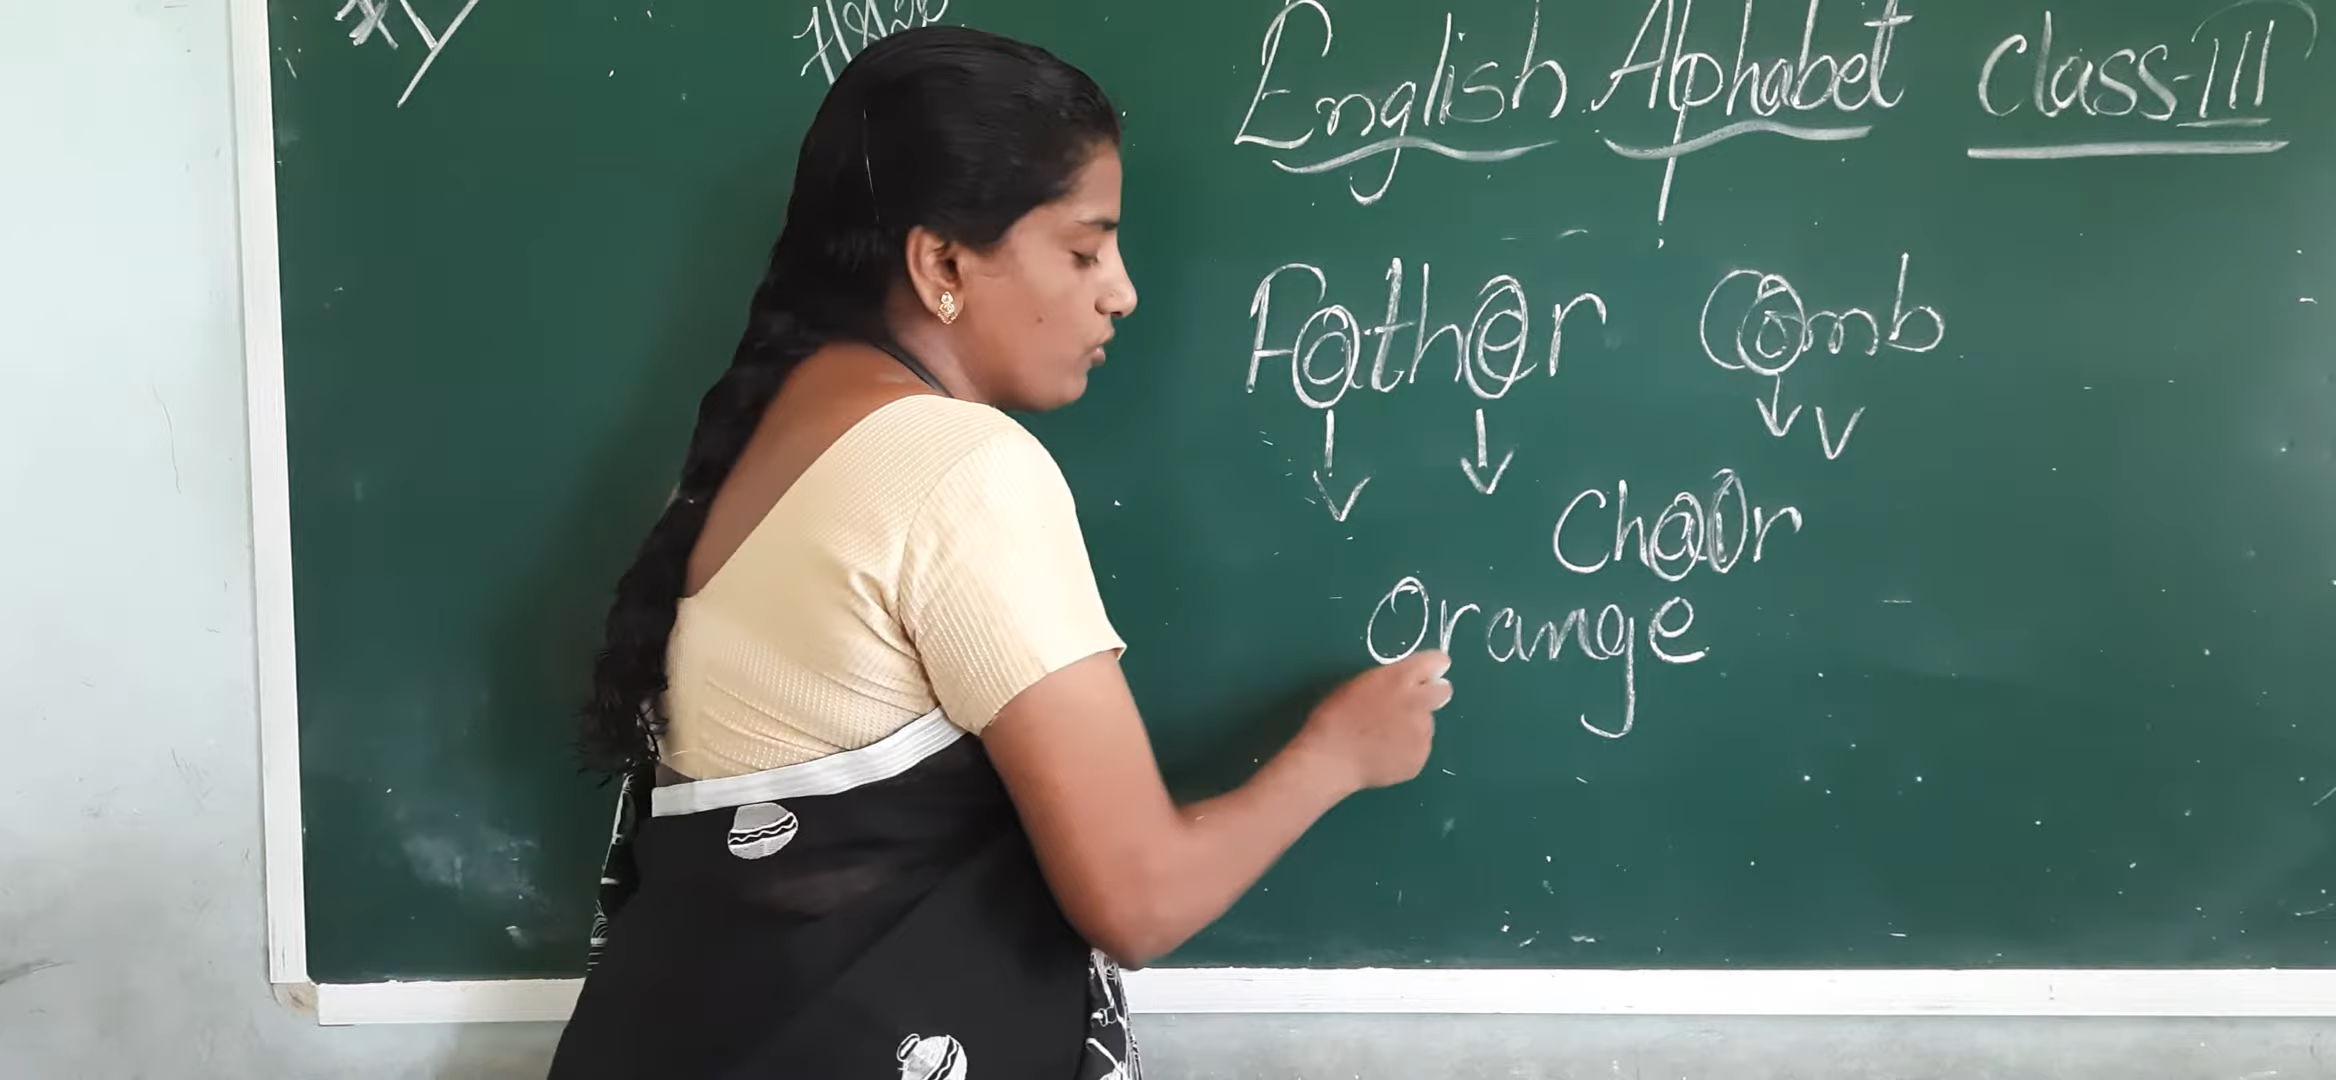 English Alphabet Class-III
Father Comb
V
Chair
Orange